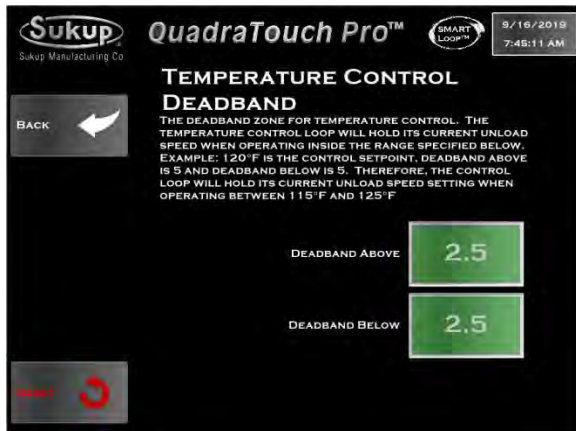 Sukup
Sukup Manufacturing Co
QuadraTouch Pro™
SMART
LOOP™
9/16/2019
7:45:11 AM
TEMPERATURE CONTROL
DEADBAND
BACK
THE DEADBAND ZONE FOR TEMPERATURE CONTROL. THE
TEMPERATURE CONTROL LOOP WILL HOLD ITS CURRENT UNLOAD
SPEED WHEN OPERATING INSIDE THE RANGE SPECIFIED BELOW.
EXAMPLE: 120°F IS THE CONTROL SETPOINT, DEADBAND ABOVE
IS 5 AND DEADBAND BELOW IS 5. THEREFORE, THE CONTROL
LOOP WILL HOLD ITS CURRENT UNLOAD SPEED SETTING WHEN
OPERATING BETWEEN 115°F AND 125°F
DEADBAND ABOVE 2.5
DEADBAND BELOW 2.5